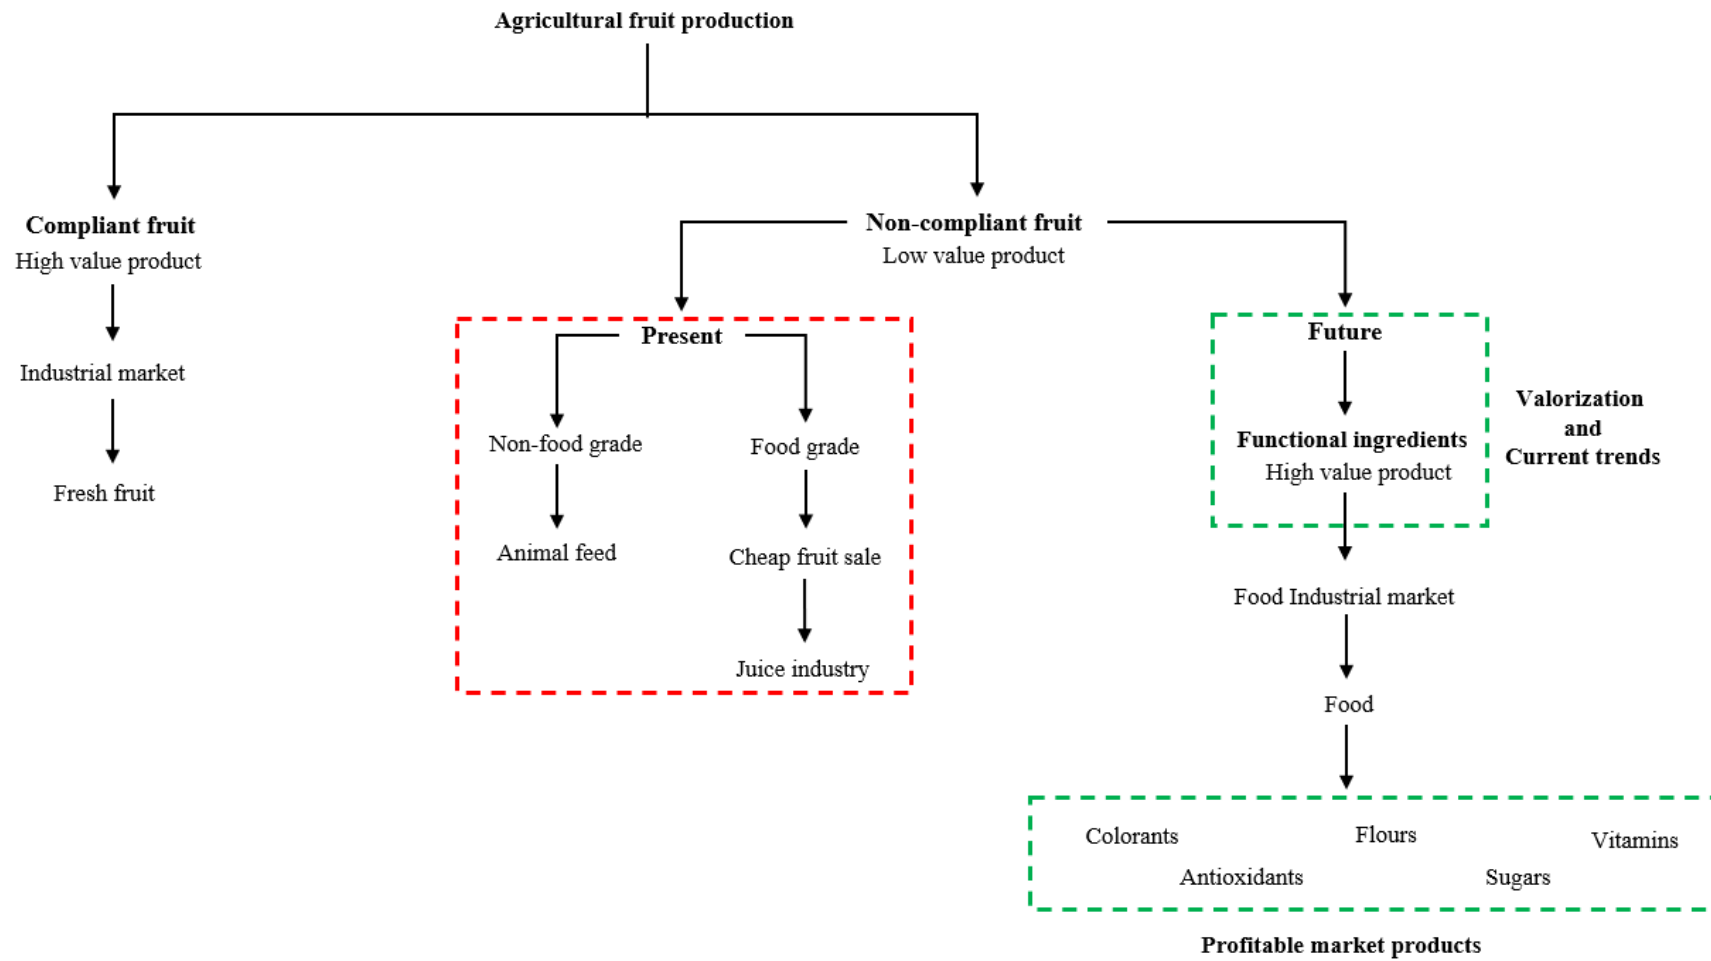 Agricultural fruit production
Compliant fruit
High value product
Industrial market
Fresh fruit
Non-compliant fruit
Low value product
Present
Non-food grade
Animal feed
Food grade
Cheap fruit sale
Juice industry
Future
Functional ingredients
High value product
Valorization
and
Current trends
Food Industrial market
Food
Colorants
Flours
Vitamins
Antioxidants
Sugars
Profitable market products